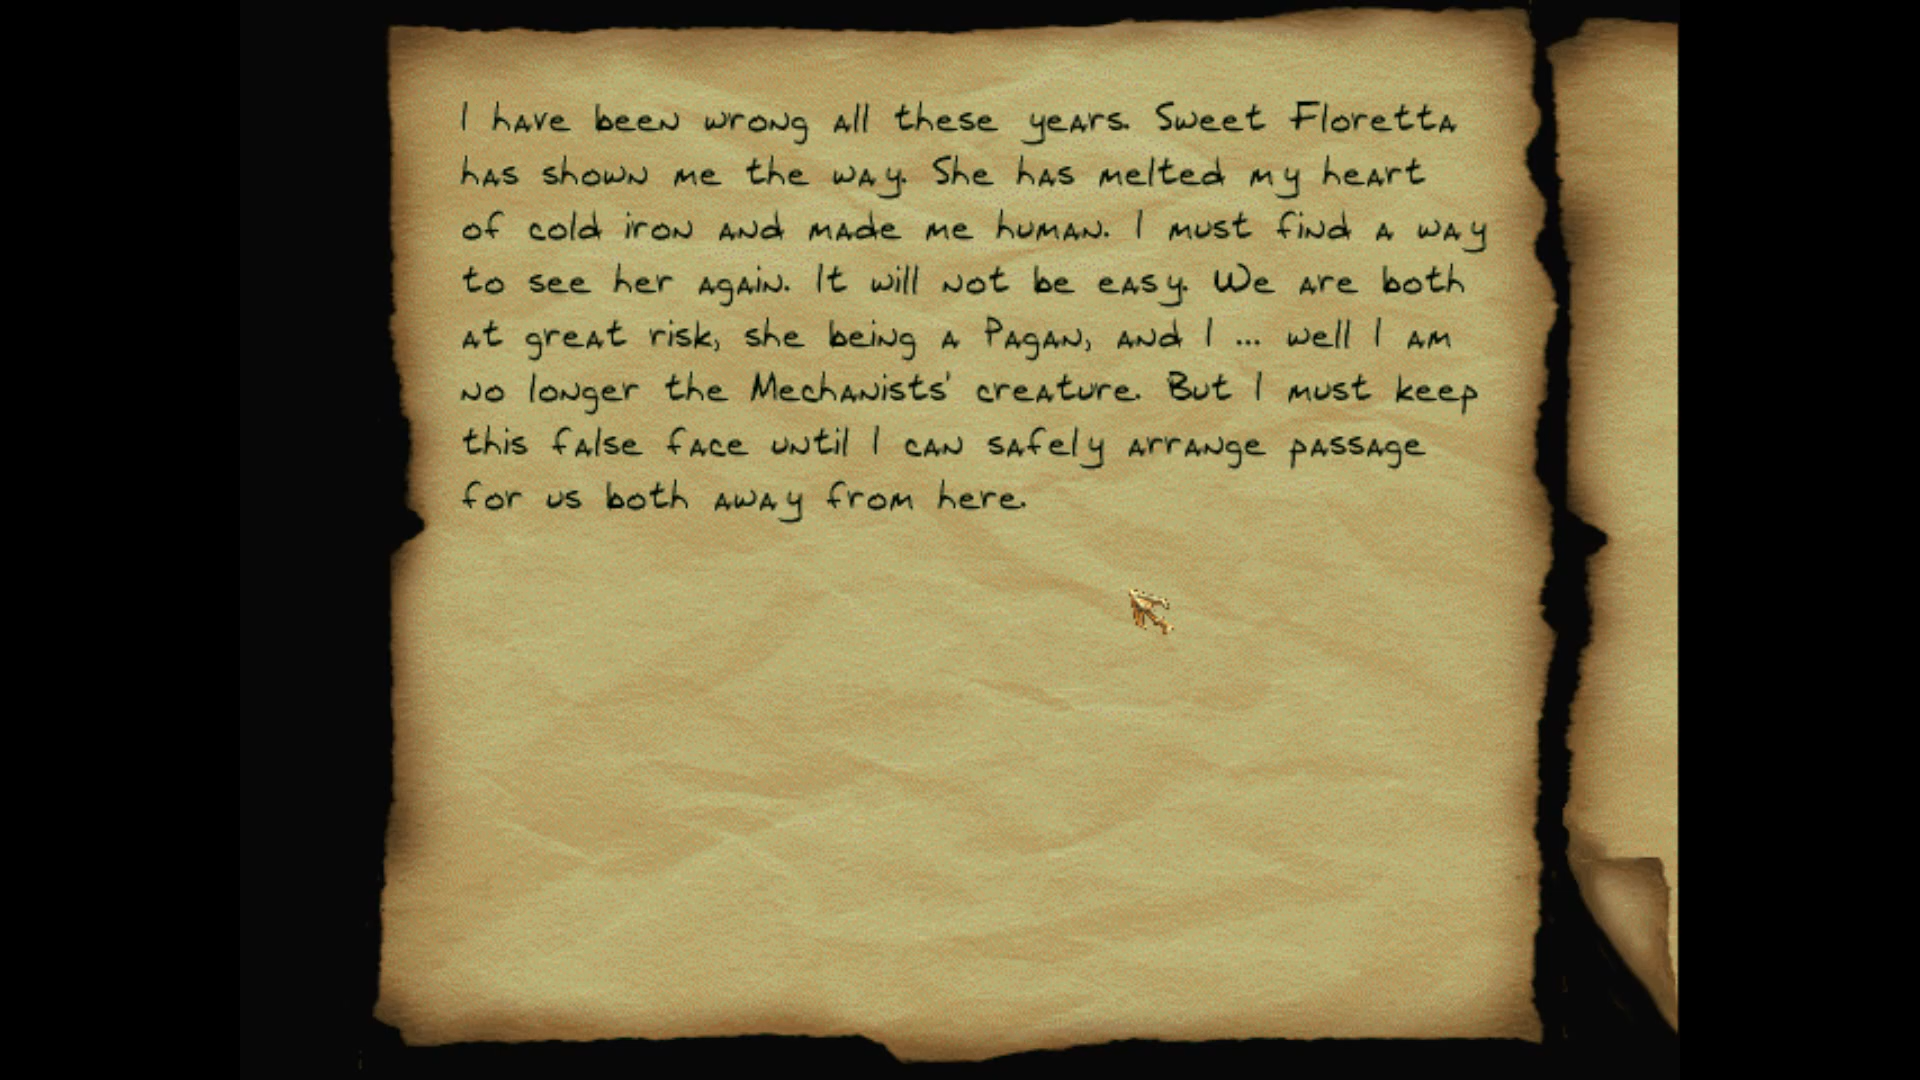 I have been wrong all these years. Sweet Floretta
has shown me the way. She has melted my heart
of cold iron and made me human. I must find a way
to see her again. It will not be easy. We are both
at great risk, she being a Pagan, and I ... well I am
no longer the Mechanists' creature. But I must keep
this false face until I can safely arrange passage
for us both away from here.